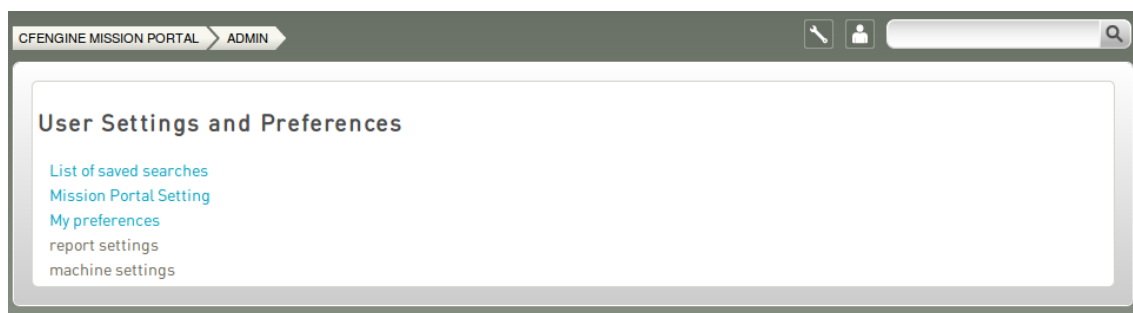 CFENGINE MISSION PORTAL ADMIN
User Settings and Preferences
List of saved searches
Mission Portal Setting
My preferences
report settings
machine settings